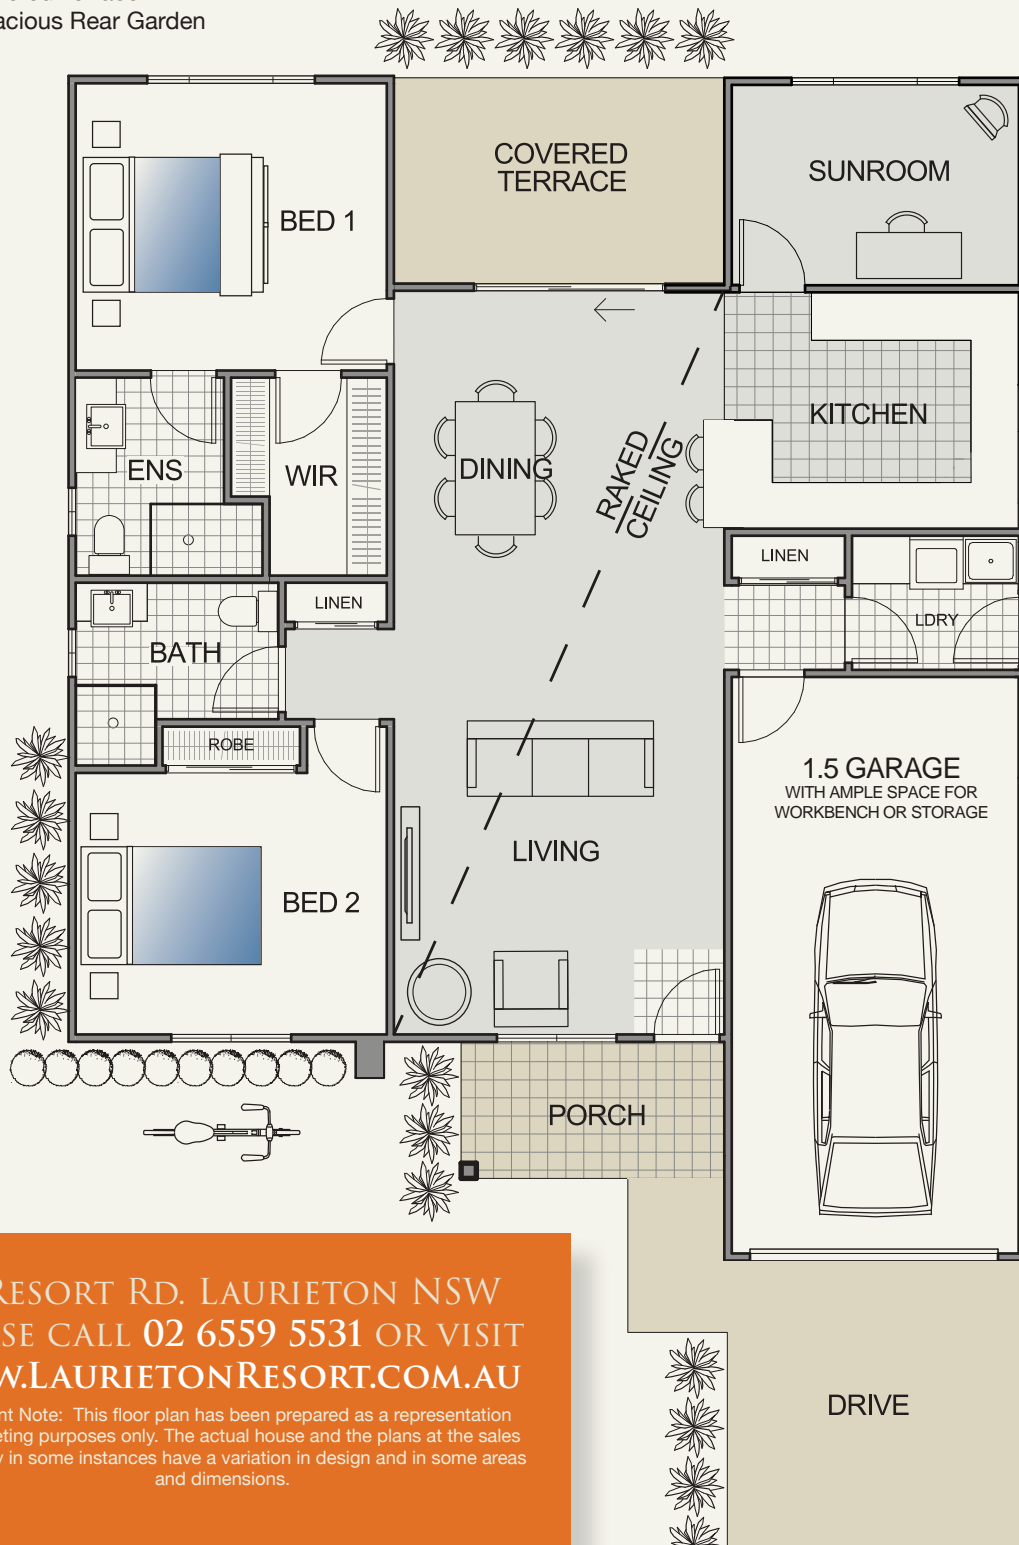 acious Rear Garden
COVERED
TERRACE
SUNROOM
BED 1
KITCHEN
DINING
RAKED
CEILING
ENS
WIR
LINEN
LINEN
LDRY
BATH
ROBE
1.5 GARAGE
WITH AMPLE SPACE FOR
WORKBENCH OR STORAGE
LIVING
BED 2
PORCH
DRIVE
RESORT RD. LAURIETON NSW
SE CALL 02 6559 5531 OR VISIT
W.LAURIETONRESORT.COM.AU
nt Note: This floor plan has been prepared as a representation
eting purposes only. The actual house and the plans at the sales
y in some instances have a variation in design and in some areas
and dimensions.